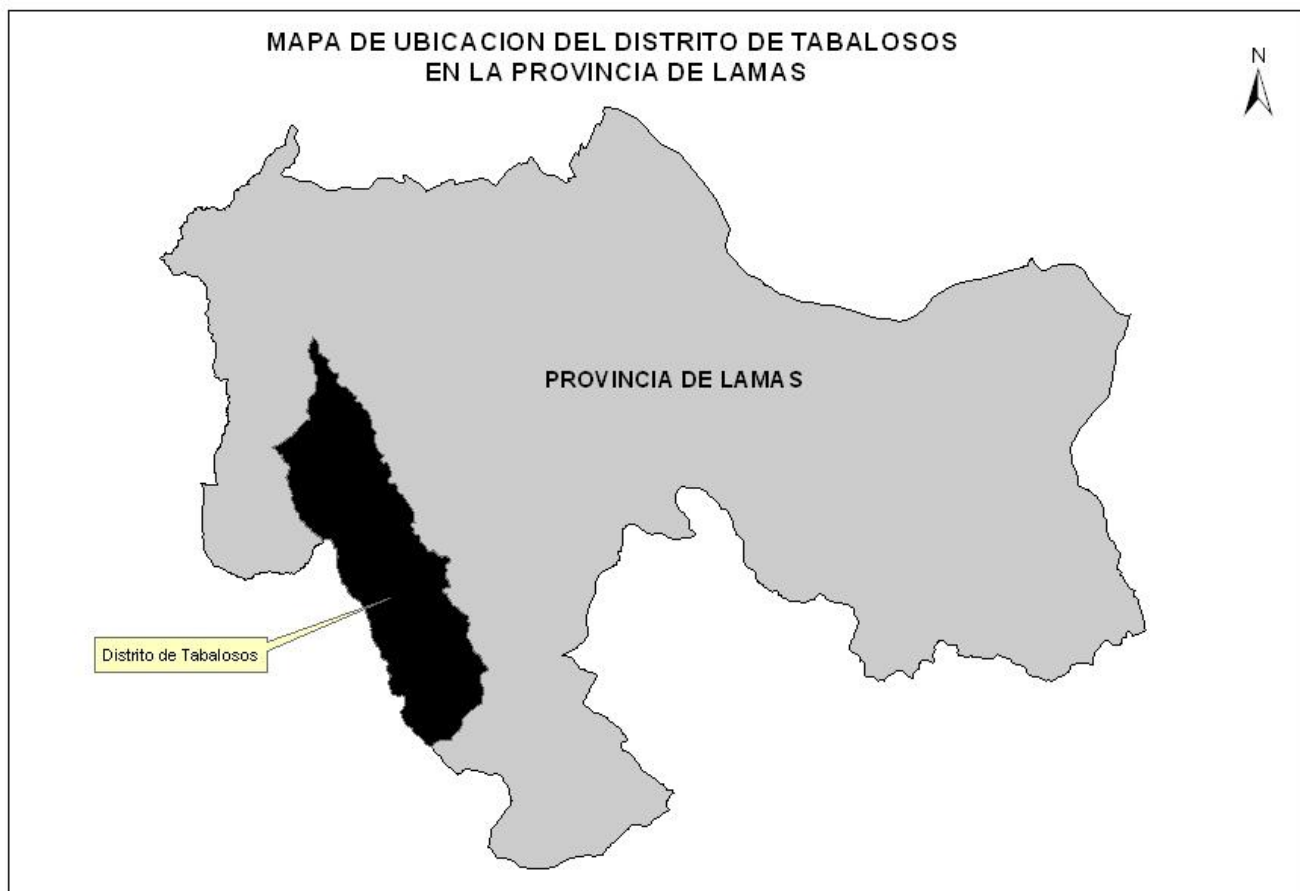 MAPA DE UBICACION DEL DISTRITO DE TABALOSOS
EN LA PROVINCIA DE LAMAS
N
PROVINCIA DE LAMAS
Distrito de Tabalosos